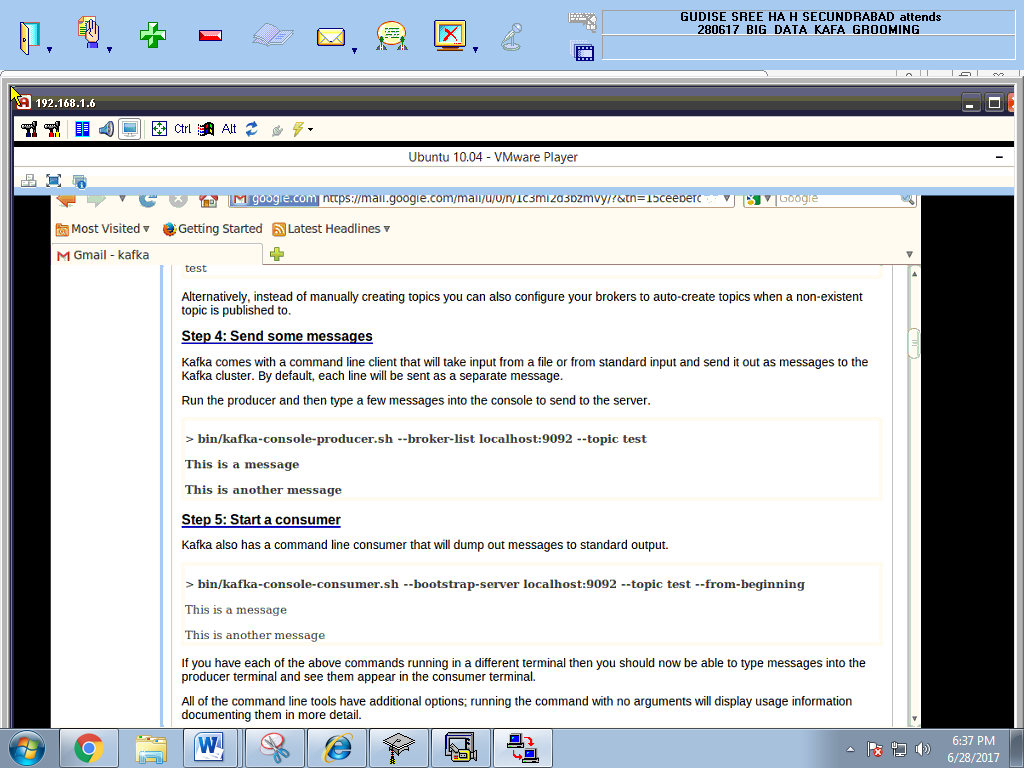 GUDISE SREE HA H SECUNDRABAD attends
280617 BIG DATA KAFA GROOMING
192.168.1.6
Ctrl Alt
Ubuntu 10.04 - VMware Player
google.com Google
Most Visited Getting Started Latest Headlines
Gmail - kafka
test
Alternatively, instead of manually creating topics you can also configure your brokers to auto-create topics when a non-existent
topic is published to.
Step 4: Send some messages
Kafka comes with a command line client that will take input from a file or from standard input and send it out as messages to the
Kafka cluster. By default, each line will be sent as a separate message.
Run the producer and then type a few messages into the console to send to the server.
> bin/kafka-console-producer.sh --broker-list localhost:9092 --topic test
This is a message
This is another message
Step 5: Start a consumer
Kafka also has a command line consumer that will dump out messages to standard output.
> bin/kafka-console-consumer.sh --bootstrap-server localhost:9092 --topic test --from-beginning
This is a message
This is another message
If you have each of the above commands running in a different terminal then you should now be able to type messages into the
producer terminal and see them appear in the consumer terminal.
All of the command line tools have additional options; running the command with no arguments will display usage information
documenting them in more detail.
6:37 PM
6/28/2017